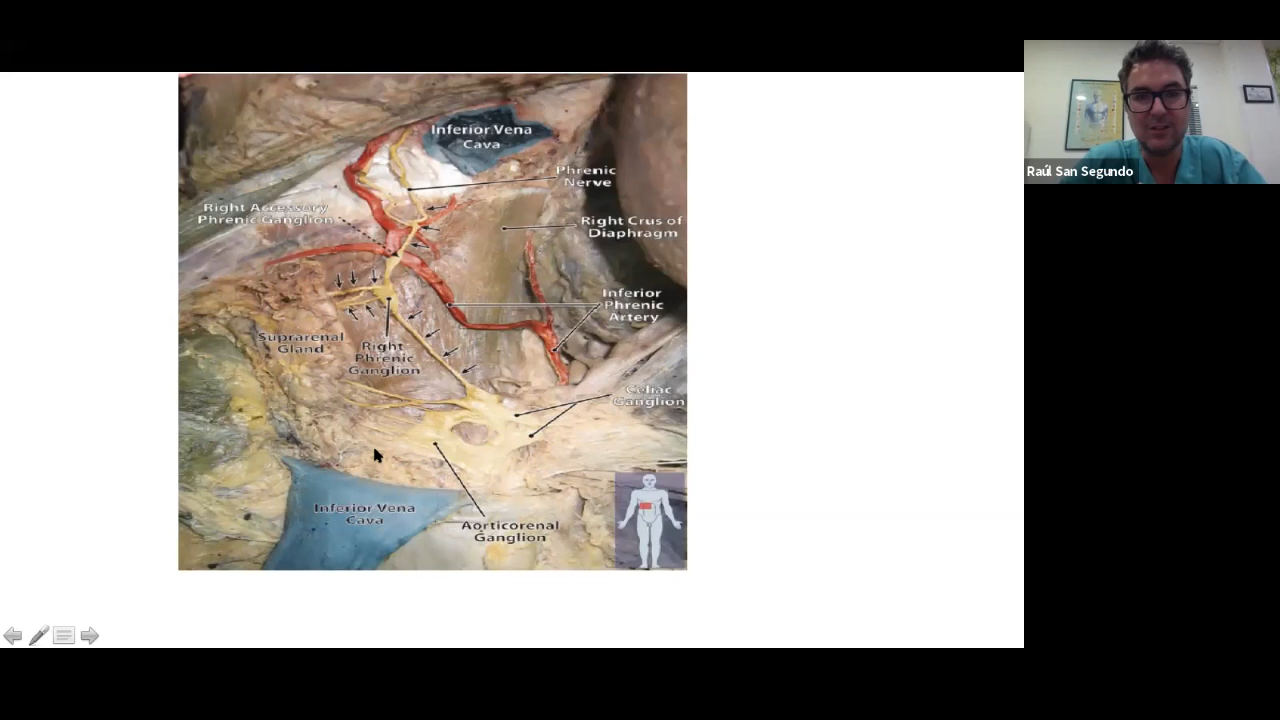 Inferior Vena
Cava
Phrenic
Nerve
Right Accessory
Phrenic Ganglion
Right Crus of
Diaphragm
Inferior
Phrenic
Artery
Suprarenal
Gland
Right
Phrenic
Ganglion
Celiac
Ganglion
Inferior Vena
Cava
Aorticorenal
Ganglion
Raúl San Segundo